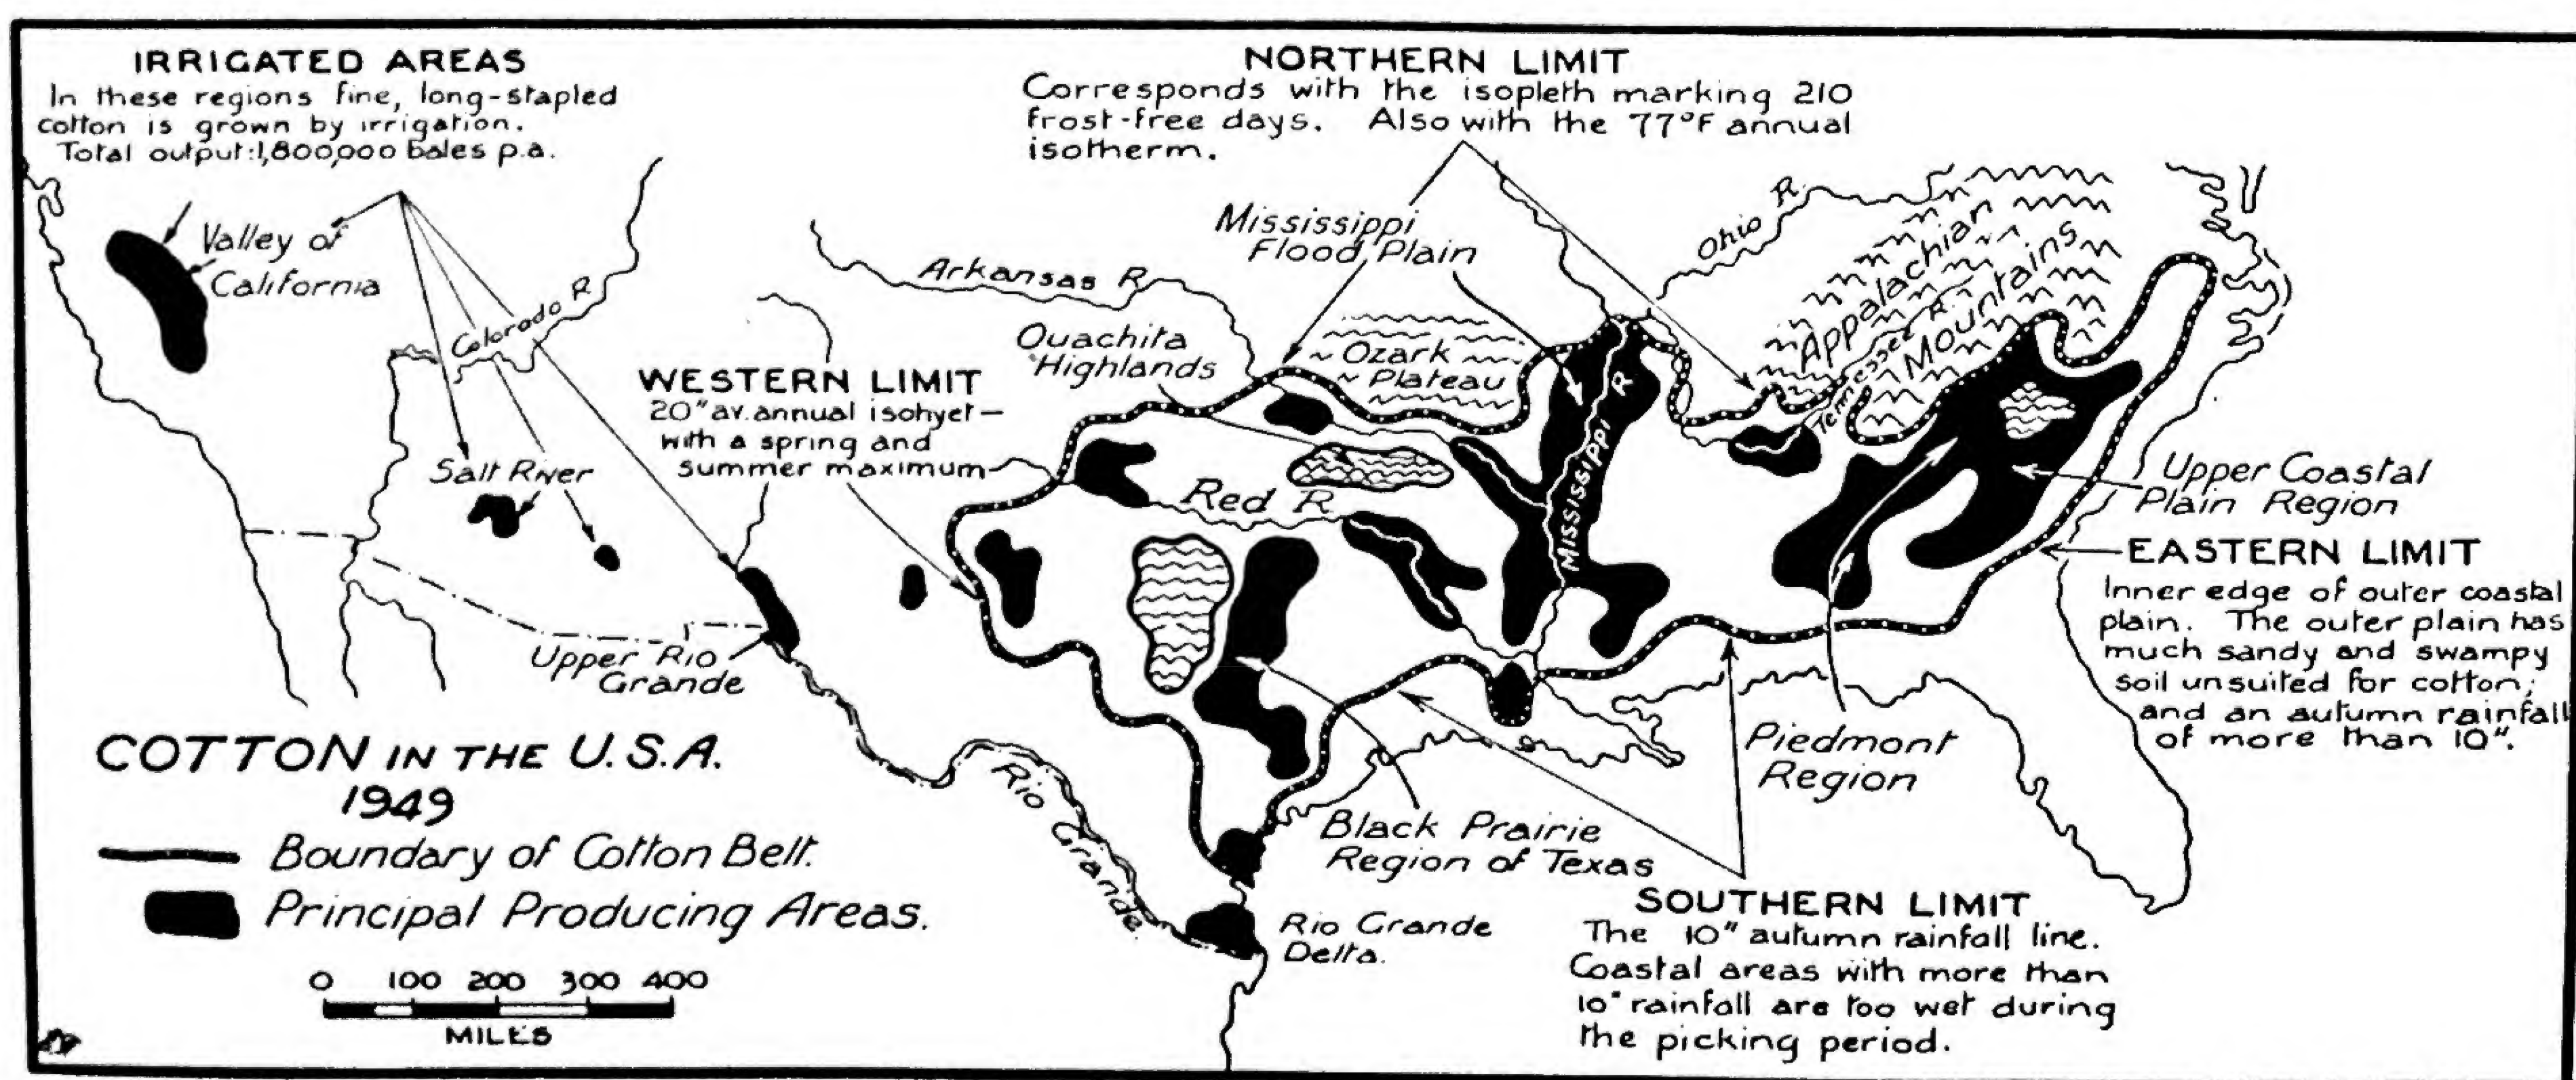 IRRIGATED AREAS
In these regions fine, long-stapled
cotton is grown by irrigation.
Total output:1,800,000 bales p.a.
NORTHERN LIMIT
Corresponds with the isopleth marking 210
frost-free days. Also with the 77°F annual
isotherm.
Valley of
California
Colorado R
Salt River
Upper Rio
Grande
WESTERN LIMIT
20" av. annual isohyet—
with a spring and
summer maximum
Arkansas R
Ouachita
Highlands
Mississippi
Flood Plain
Ozark
Plateau
Ohio R.
Appalachian
Mountains
Tennessee R.
MISSISSIPPI R
Red R
Upper Coastal
Plain Region
EASTERN LIMIT
Inner edge of outer coastal
plain. The outer plain has
much sandy and swampy
soil unsuited for cotton;
and an autumn rainfall
of more than 10".
Piedmont
Region
Black Prairie
Region of Texas
Rio Grande.
Rio Grande
Delta.
SOUTHERN LIMIT
The 10" autumn rainfall line.
Coastal areas with more than
10" rainfall are too wet during
the picking period.
COTTON IN THE U.S.A.
1949
Boundary of Cotton Belt.
Principal Producing Areas.
0 100 200 300 400
MILES